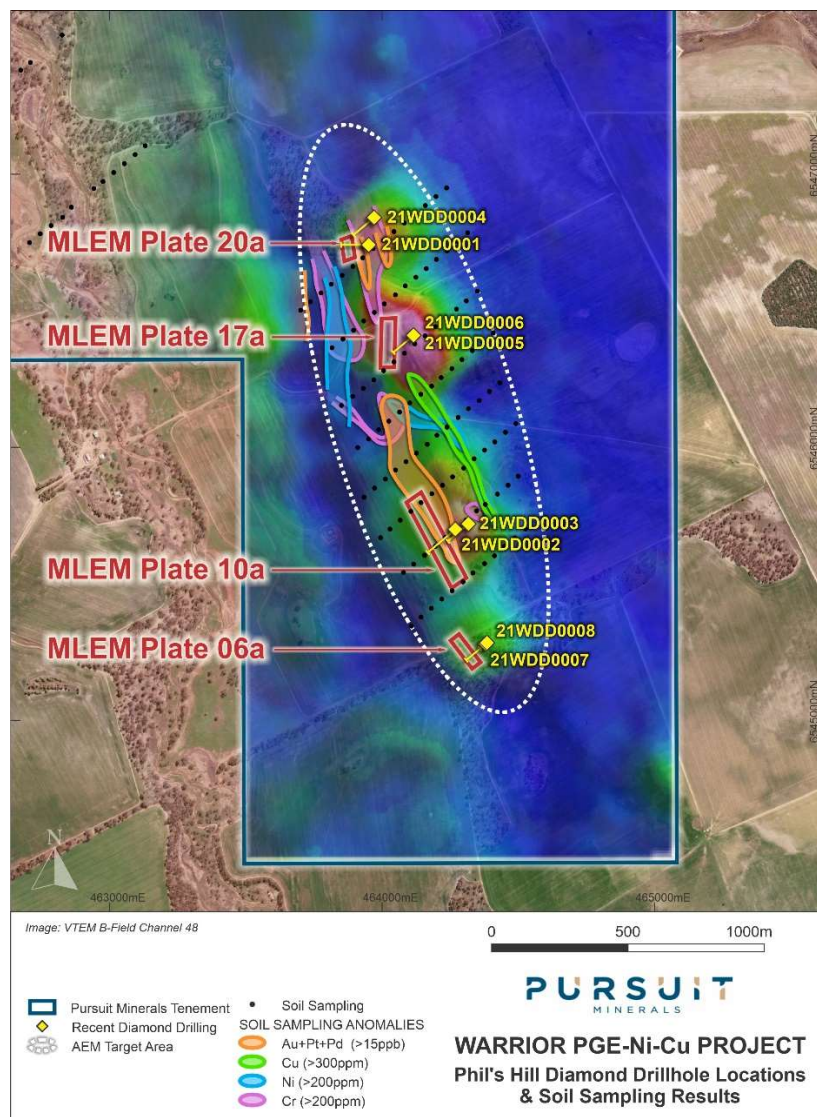 6547000mN
21WDD0004
MLEM Plate 20a
21WDD0001
MLEM Plate 17a
21WDD0006
21WDD0005
6546000mN
21WDD0003
21WDD0002
MLEM Plate 10a
21WDD0008
MLEM Plate 06a
21WDD0007
6545000mN
N
463000mE
464000mE
465000mE
Image: VTEM B-Field Channel 48
0 500 1000m
PURSUIT
MINERALS
Pursuit Minerals Tenement
Recent Diamond Drilling
AEM Target Area
Soil Sampling
SOIL SAMPLING ANOMALIES
Au+Pt+Pd (>15ppb)
Cu (>300ppm)
Ni (>200ppm)
Cr (>200ppm)
WARRIOR PGE-Ni-Cu PROJECT
Phil's Hill Diamond Drillhole Locations
& Soil Sampling Results